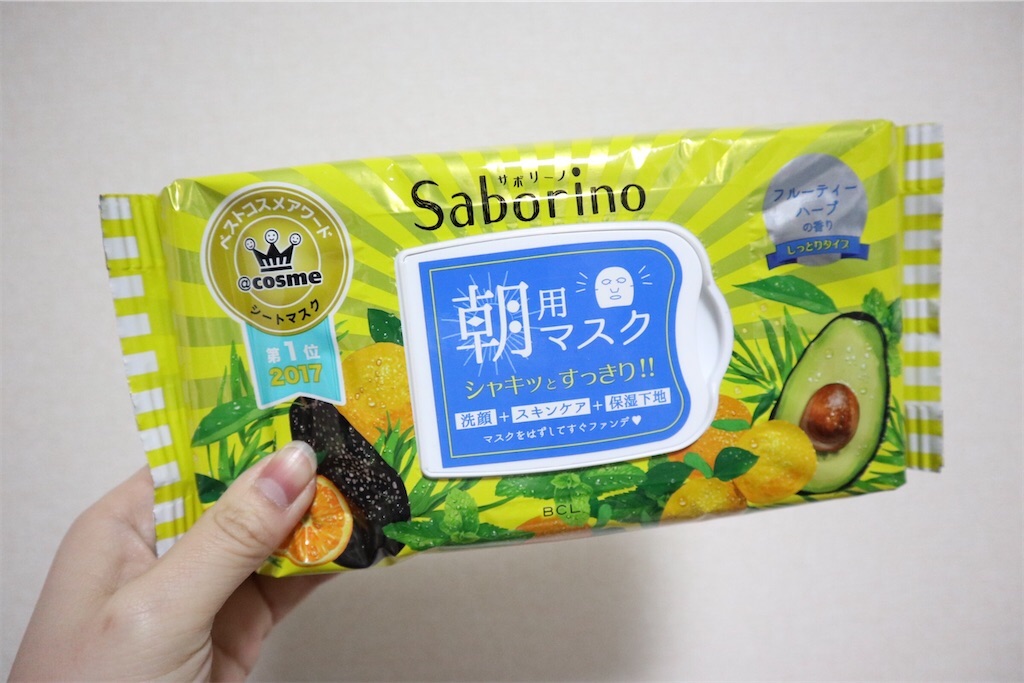 サボリーノ
Saborino
ベストコスメアワード
@cosme
シートマスク
第1位
2017
朝用マスク
シャキッとすっきり!!
洗顔+スキンケア+保湿下地
マスクをはずしてすぐファンデ♥
フルーティー
ハーブ
の香り
しっとりタイプ
BCL